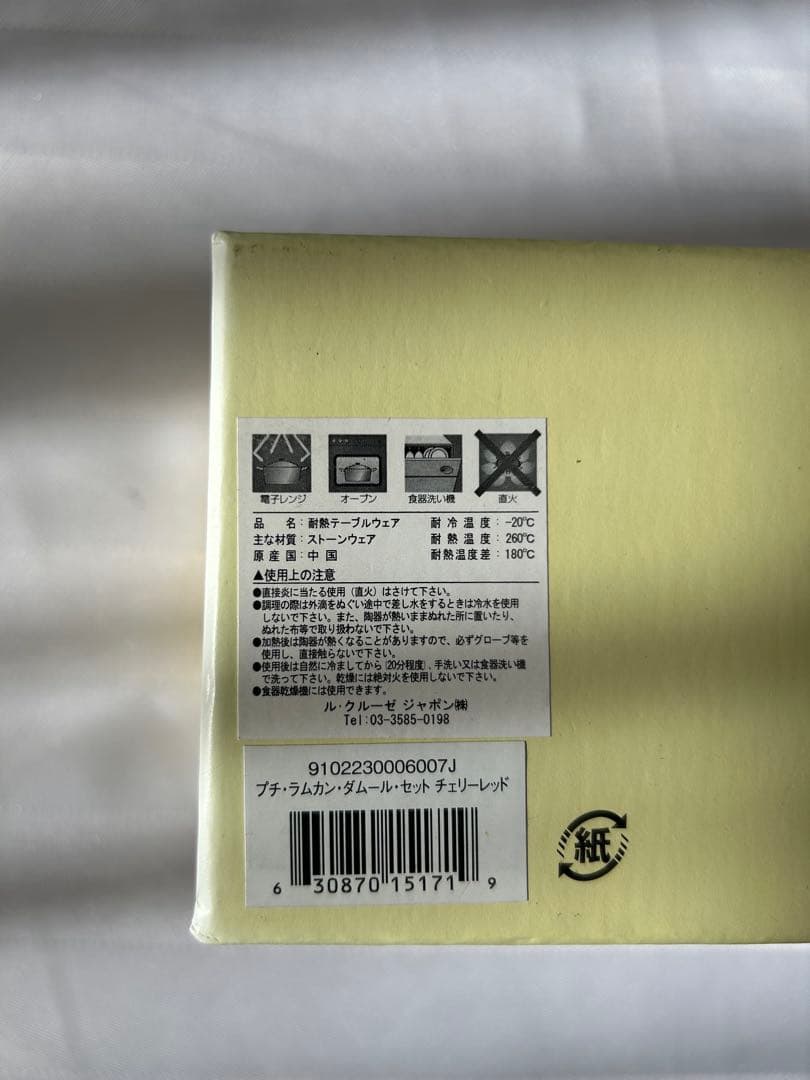 電子レンジ オーブン 食器洗い機 直火
品名：耐熱テーブルウェア 耐冷温度：-20℃
主な材質：ストーンウェア 耐熱温度：260℃
原産国：中国 耐熱温度差：180℃
▲使用上の注意
●直接炎に当たる使用（直火）はさけて下さい。
●調理の際は外滴をぬぐい途中で差し水をするときは冷水を使用
しないで下さい。また、陶器が熱いままぬれた所に置いたり、
ぬれた布等で取り扱わないで下さい。
●加熱後は陶器が熱くなることがありますので、必ずグローブ等を
使用し、直接触らないで下さい。
●使用後は自然に冷ましてから（20分程度）、手洗い又は食器洗い機
で洗って下さい。乾燥には絶対火を使用しないで下さい。
●食器乾燥機には使用できます。
ル・クルーゼ ジャポン㈱
Tel:03-3585-0198
9102230006007J
プチ・ラムカン・ダムール・セット チェリーレッド
6 30870 15171 9
紙